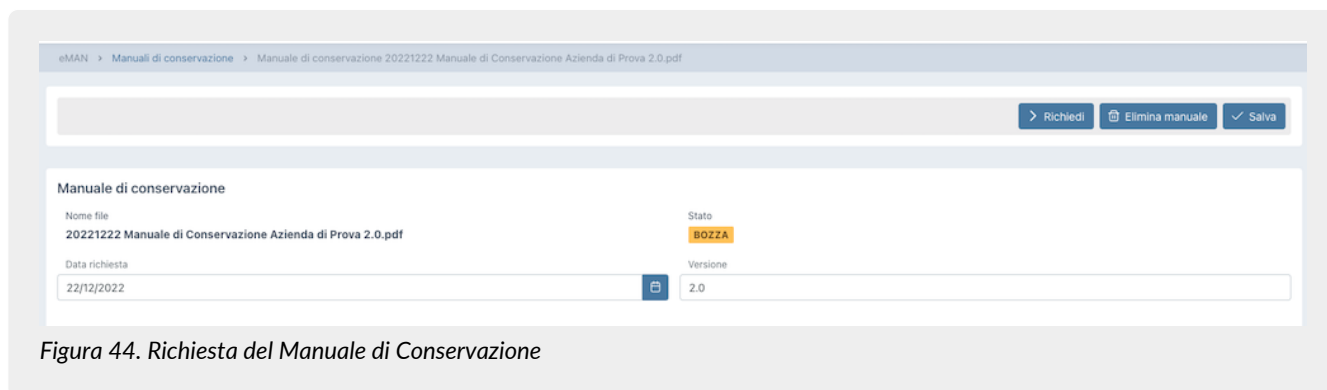 eMAN > Manuali di conservazione > Manuale di conservazione 20221222 Manuale di Conservazione Azienda di Prova 2.0.pdf
Richiedi Elimina manuale Salva
Manuale di conservazione
Nome file Stato
20221222 Manuale di Conservazione Azienda di Prova 2.0.pdf BOZZA
Data richiesta Versione
22/12/2022 2.0
Figura 44. Richiesta del Manuale di Conservazione